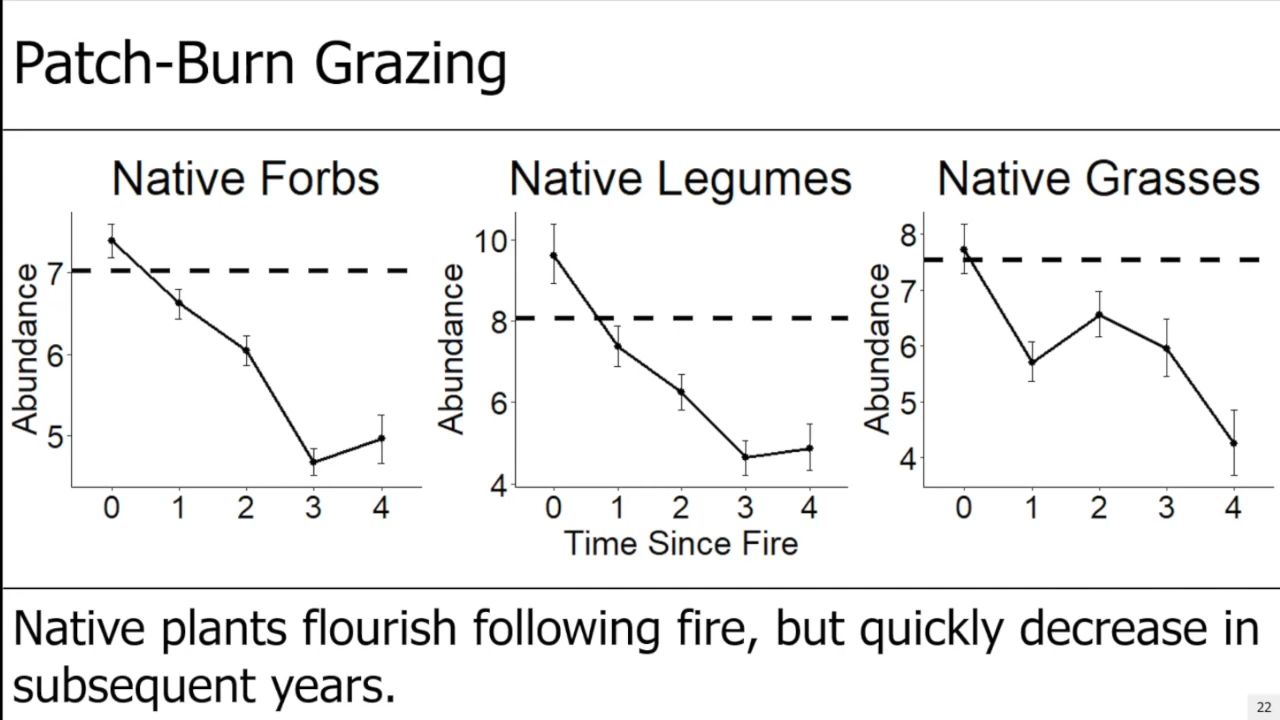 Patch-Burn Grazing
Native Forbs
Abundance
7
6
5
0 1 2 3 4
Native Legumes
Abundance
10
8
6
4
0 1 2 3 4
Time Since Fire
Native Grasses
Abundance
8
7
6
5
4
0 1 2 3 4
Native plants flourish following fire, but quickly decrease in
subsequent years.
22